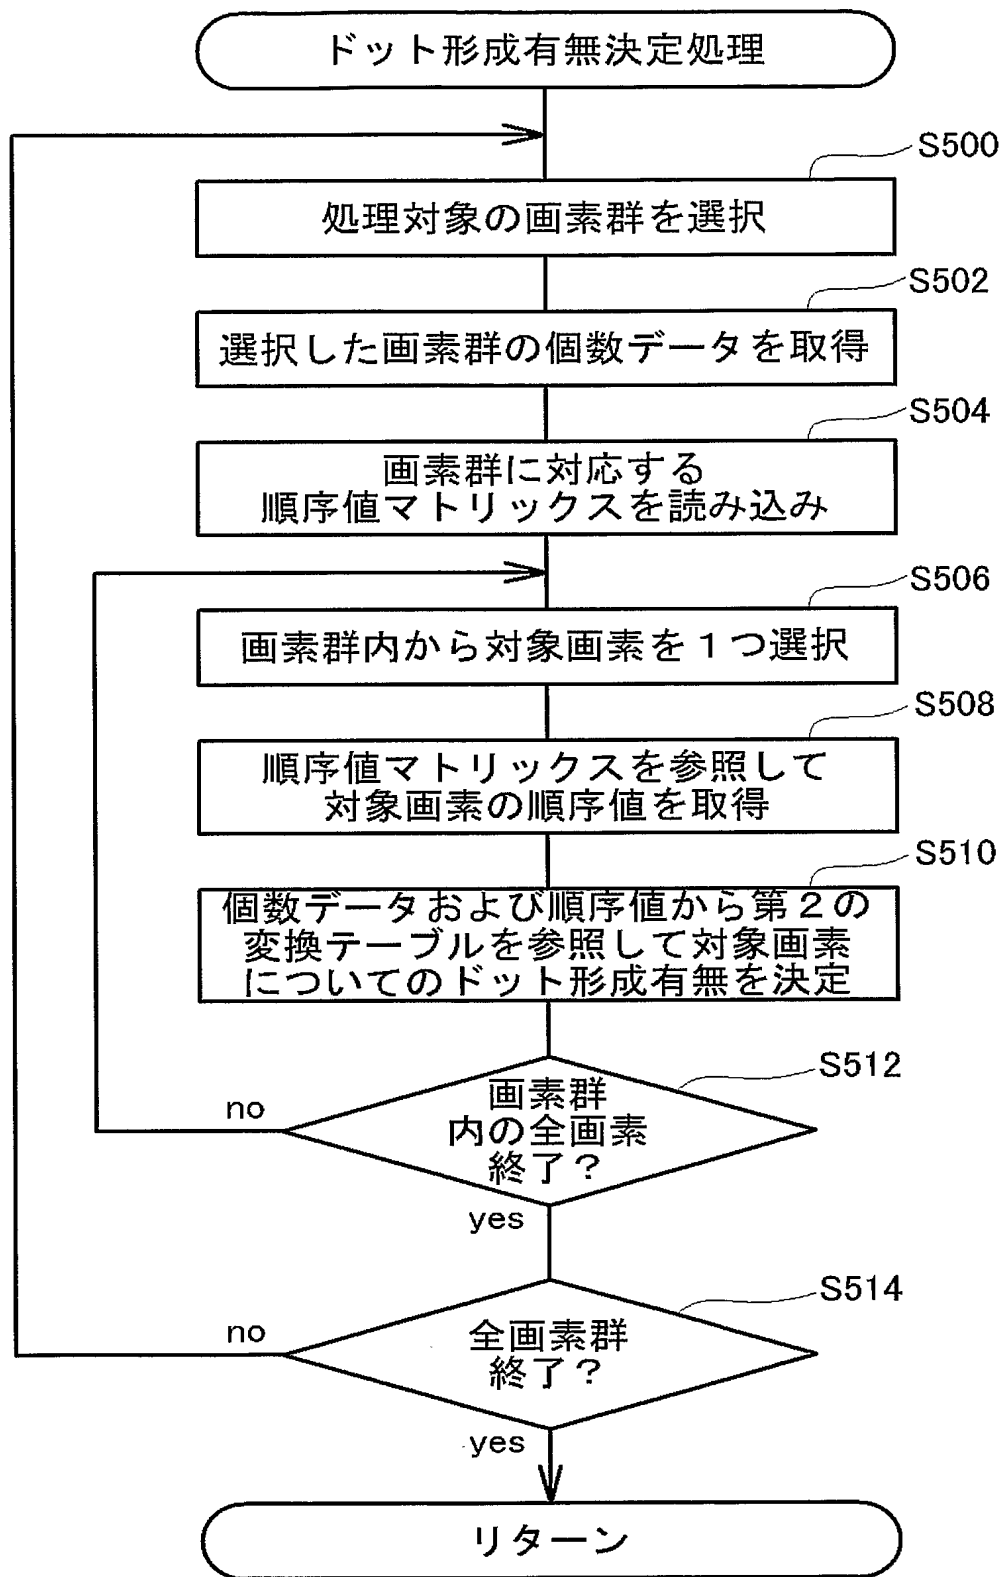 ドット形成有無決定処理
S500
処理対象の画素群を選択
S502
選択した画素群の個数データを取得
S504
画素群に対応する
順序値マトリックスを読み込み
S506
画素群内から対象画素を１つ選択
S508
順序値マトリックスを参照して
対象画素の順序値を取得
S510
個数データおよび順序値から第２の
変換テーブルを参照して対象画素
についてのドット形成有無を決定
S512
画素群
内の全画素
終了？
no
yes
S514
全画素群
終了？
no
yes
リターン